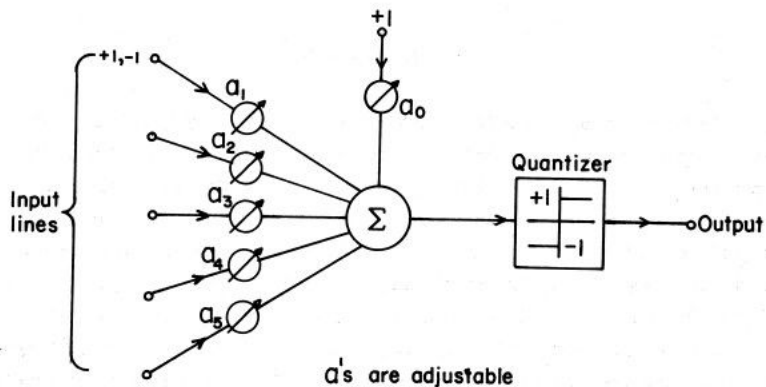 +1
+1,-1
a₁
a₀
a₂
Quantizer
Input
lines
a₃
Σ
+1
-1
Output
a₄
a₅
a's are adjustable